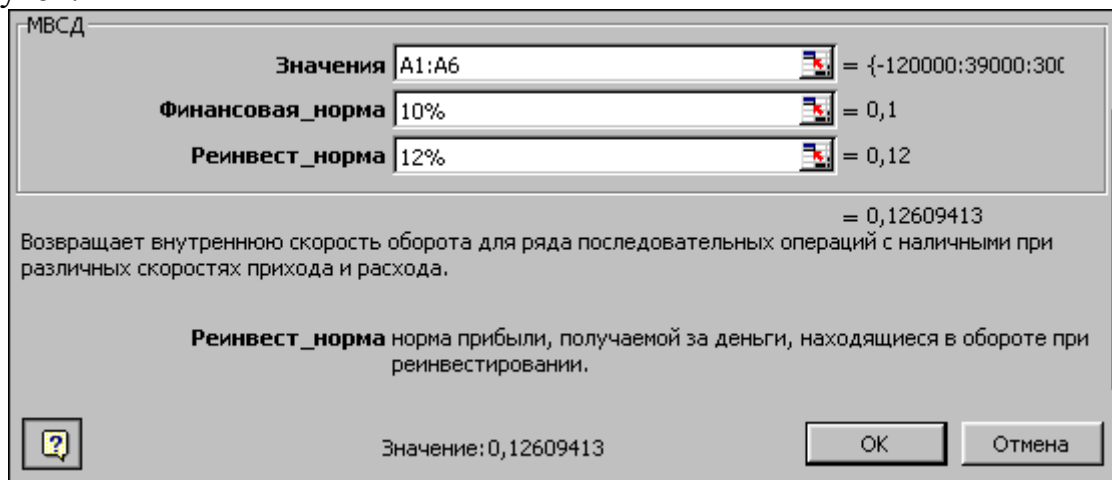 МВСД
Значения A1:A6 = {-120000:39000:300
Финансовая_норма 10% = 0,1
Реинвест_норма 12% = 0,12
= 0,12609413
Возвращает внутреннюю скорость оборота для ряда последовательных операций с наличными при
различных скоростях прихода и расхода.
Реинвест_норма норма прибыли, получаемой за деньги, находящиеся в обороте при
реинвестировании.
Значение:0,12609413 OK Отмена